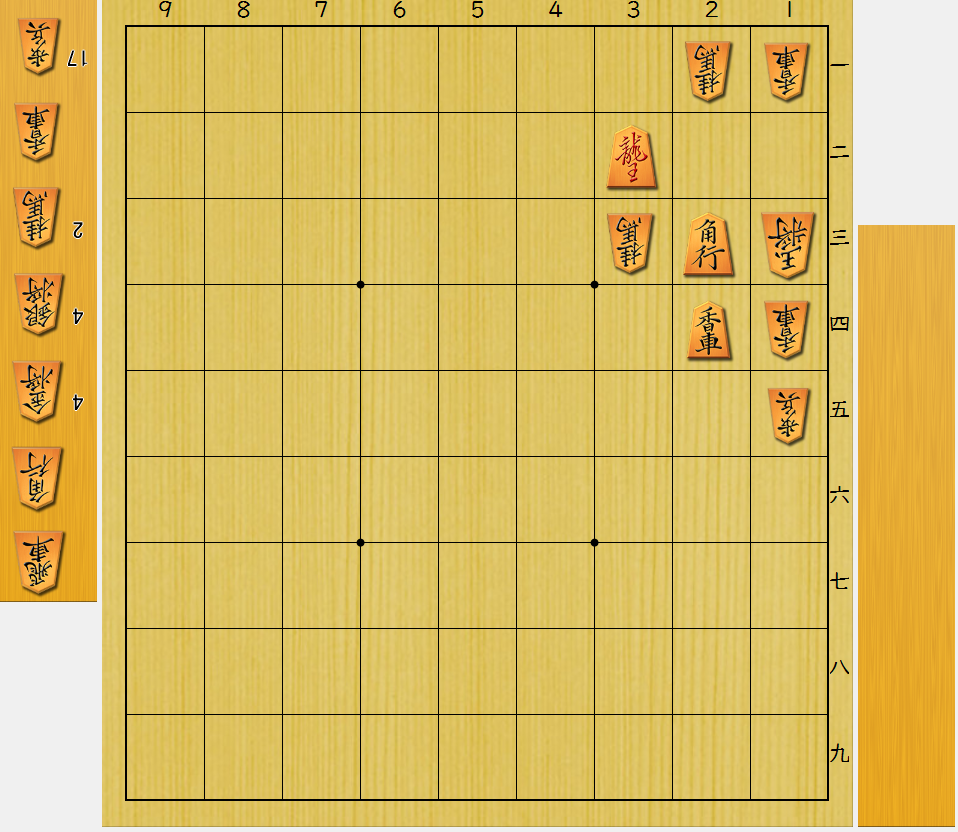 9 8 7 6 5 4 3 2 1
桂馬 香車 一
龍王 二
桂馬 角行 玉将 三
香車 香車 四
歩兵 五
六
七
八
九
歩兵 17
香車
桂馬 2
銀将 4
金将 4
角行
飛車